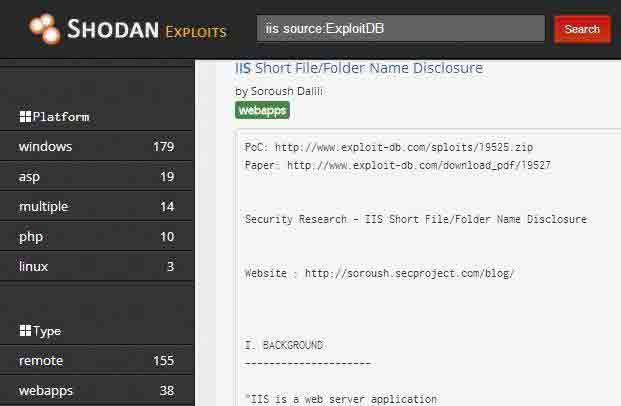 SHODAN EXPLOITS
iis source:ExploitDB
Search
Platform
windows 179
asp 19
multiple 14
php 10
linux 3
Type
remote 155
webapps 38
IIS Short File/Folder Name Disclosure
by Soroush Dalili
webapps
PoC: http://www.exploit-db.com/sploits/19525.zip
Paper: http://www.exploit-db.com/download_pdf/19527
Security Research - IIS Short File/Folder Name Disclosure
Website : http://soroush.secproject.com/blog/
I. BACKGROUND
---------------------
"IIS is a web server application